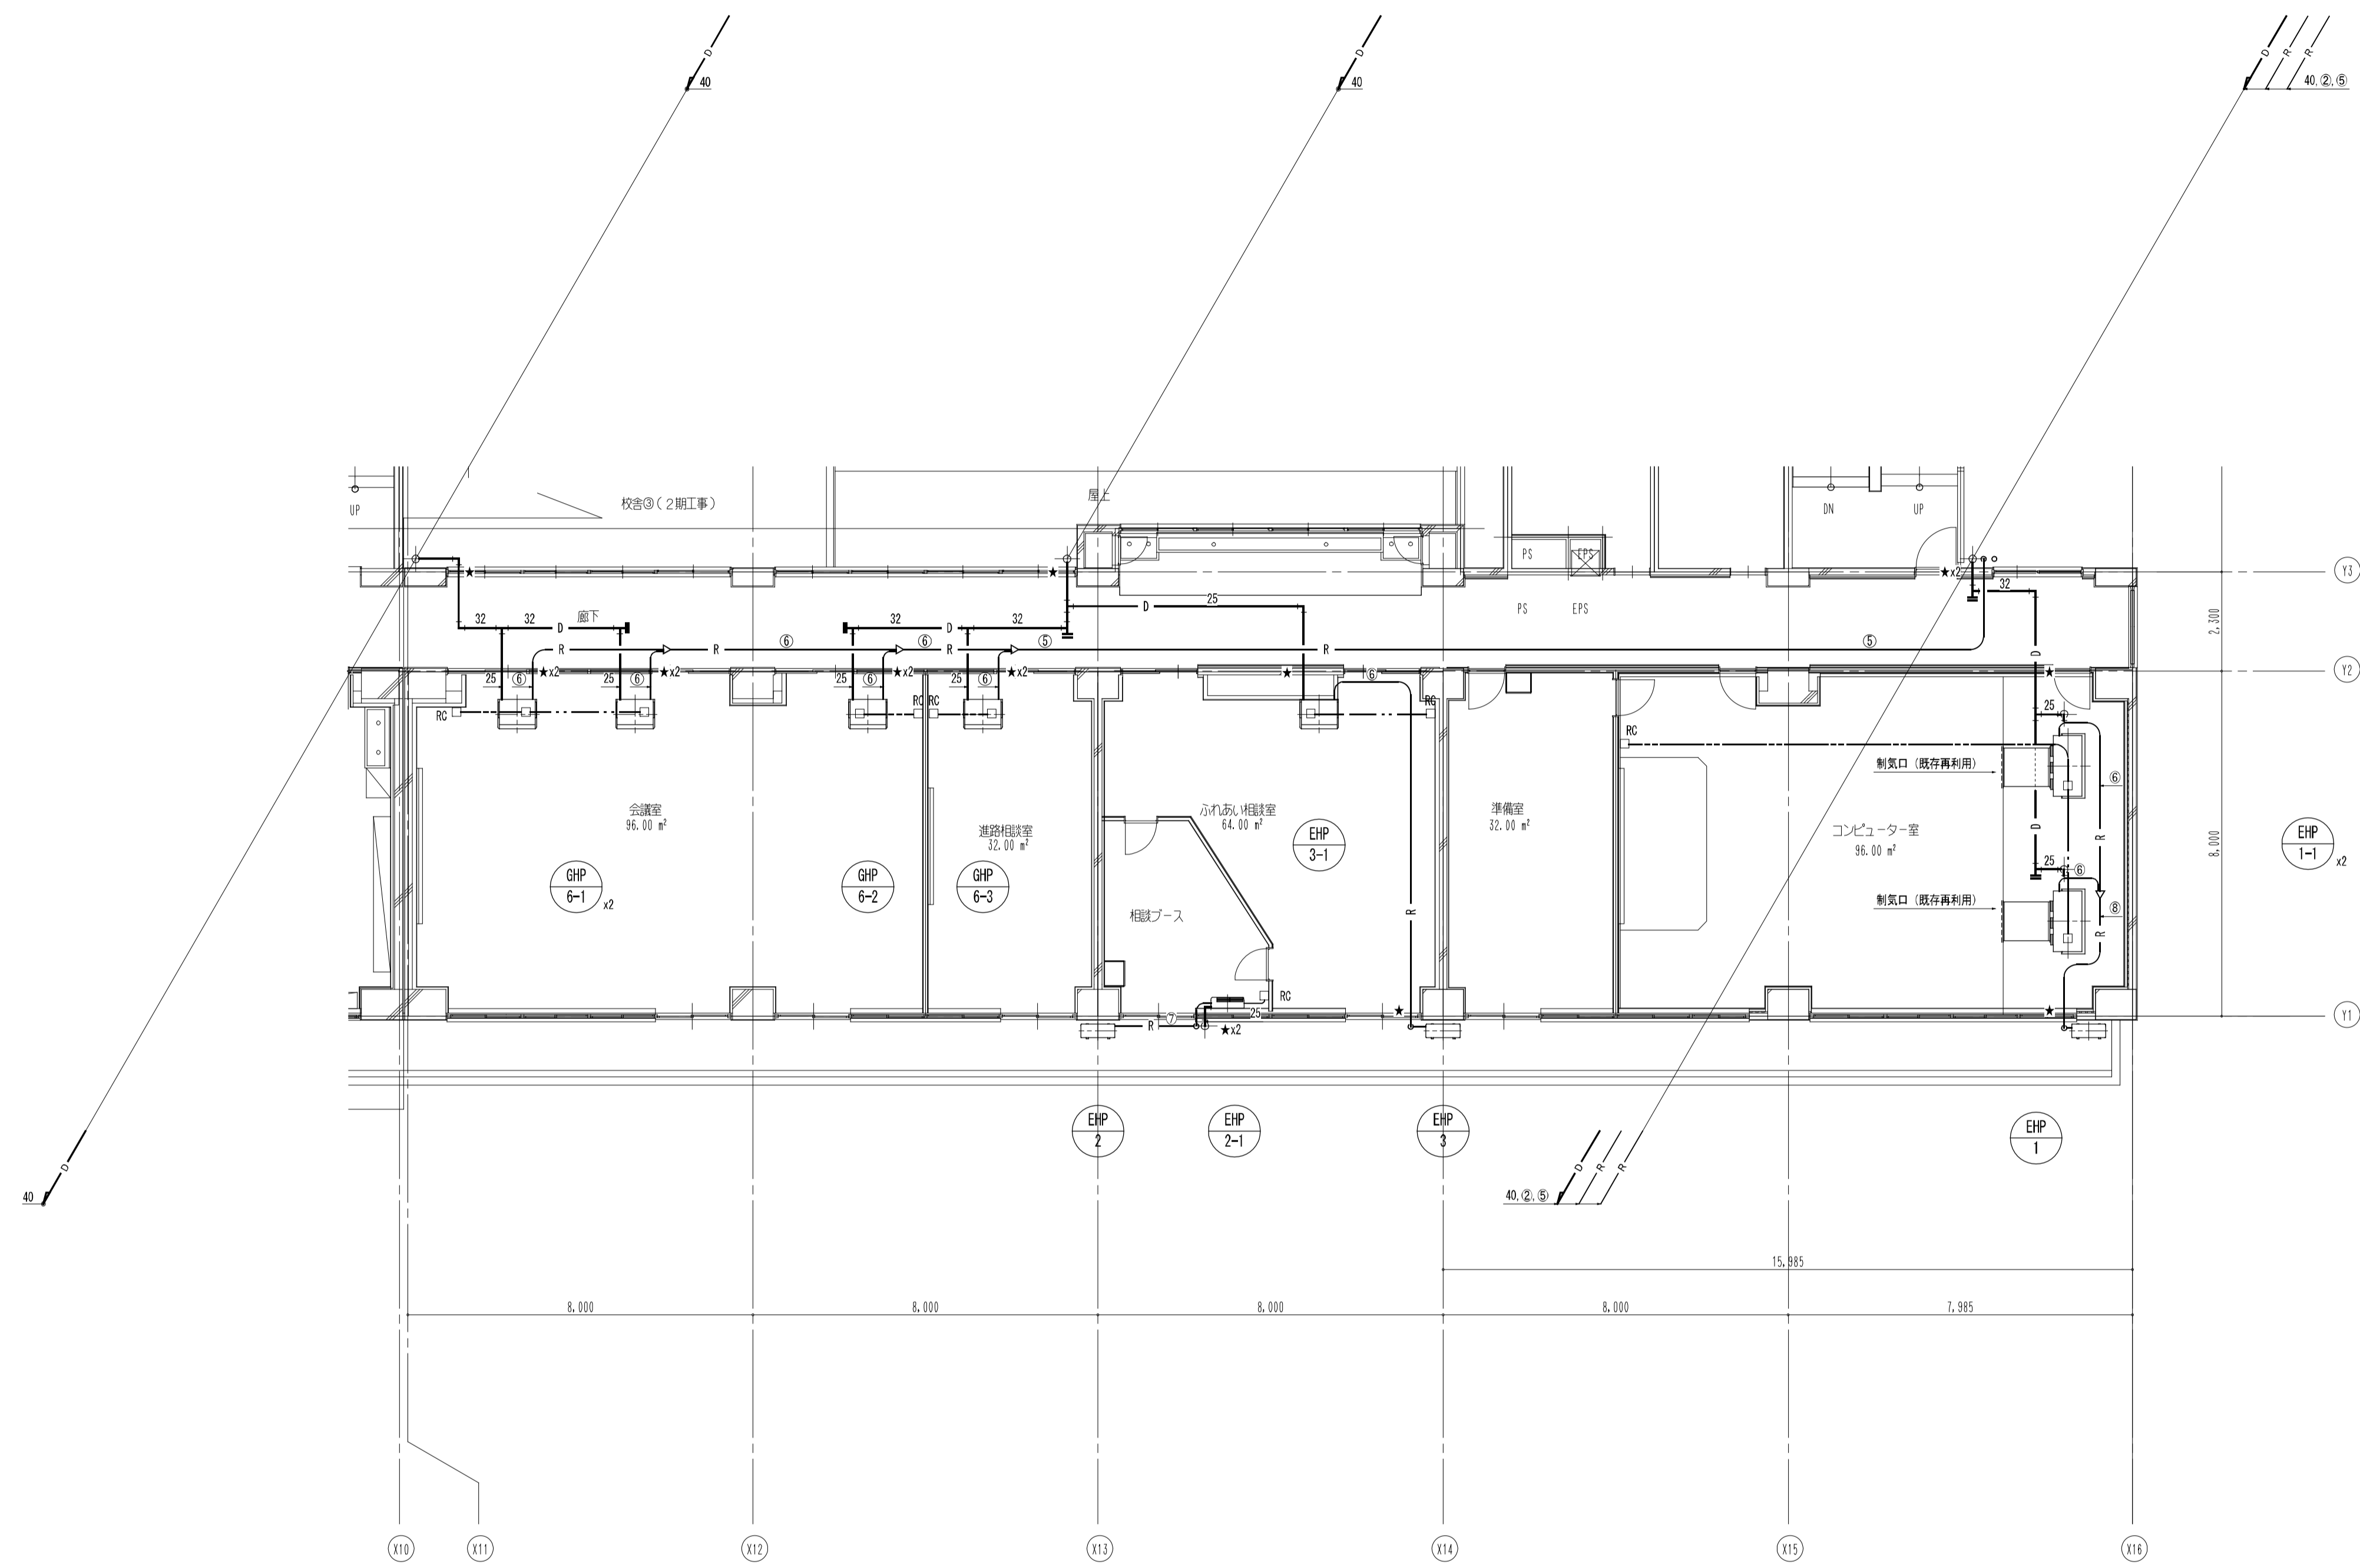 D
D
D R R
40
40
40, ②, ⑤
校舎③(２期工事)
屋上
UP
DN
UP
PS
EPS
★
★
★x2
Y3
32
32
32
D
廊下
32
D
32
D
25
PS
EPS
2,300
R
R
⑥
R
⑥
R
⑤
R
⑤
D
★x2
★x2
★x2
★x2
★
★
Y2
25
⑥
25
⑥
25
⑥
25
⑥
⑥
RC
RC
RC
RC
25
RC
制気口（既存再利用）
⑥
会議室
96.00 m²
進路相談室
32.00 m²
ふれあい相談室
64.00 m²
準備室
32.00 m²
コンピューター室
96.00 m²
D
R
8,000
EHP
3-1
EHP
1-1
x2
GHP
6-1
x2
GHP
6-2
GHP
6-3
25
⑥
制気口（既存再利用）
相談ブース
R
⑧
R
RC
⑦
25
R
★x2
★
★
Y1
EHP
2
EHP
2-1
EHP
3
EHP
1
D
D R R
40
40, ②, ⑤
15,985
8,000
8,000
8,000
8,000
7,985
X10
X11
X12
X13
X14
X15
X16